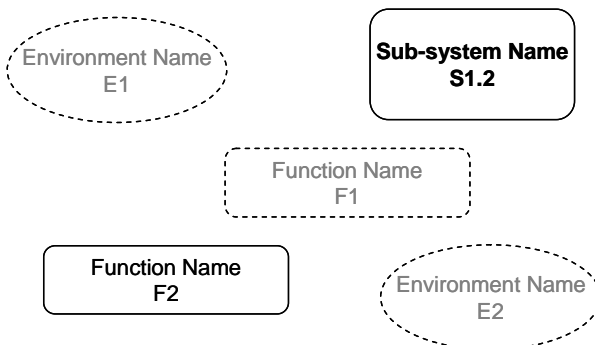 Environment Name
E1
Sub-system Name
S1.2
Function Name
F1
Function Name
F2
Environment Name
E2